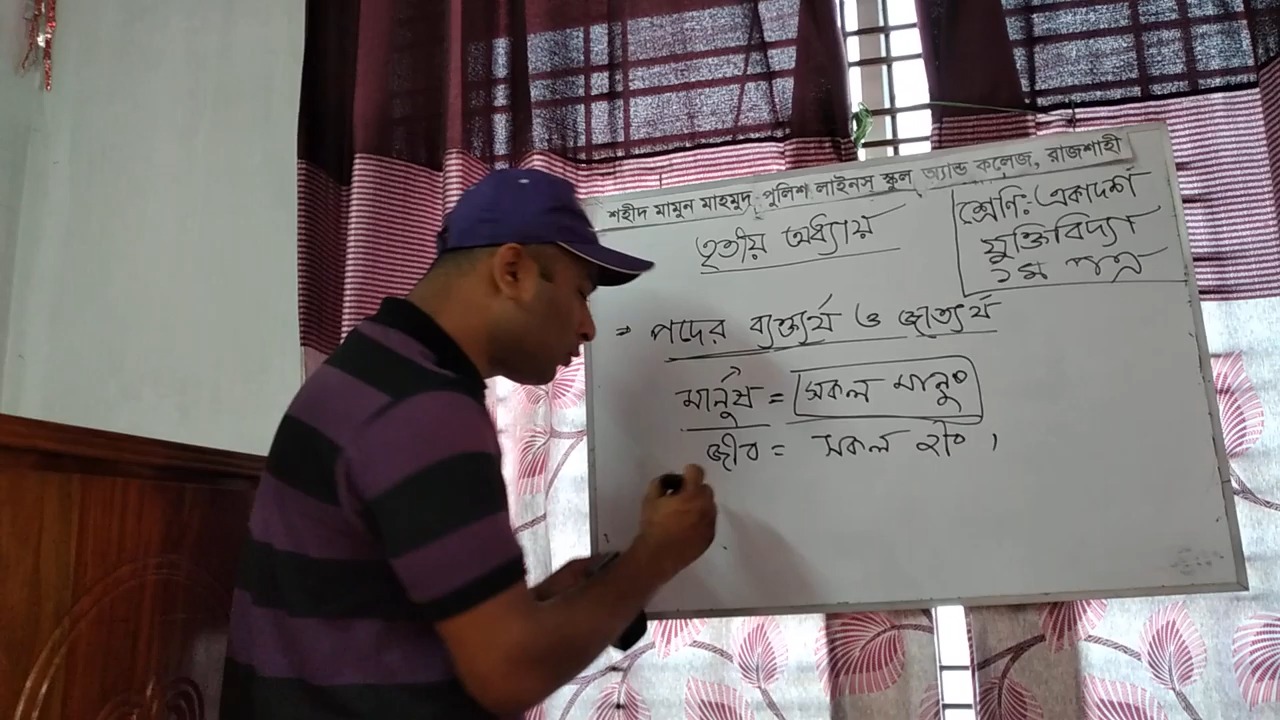 শহীদ মামুন মাহমুদ পুলিশ লাইনস্ স্কুল অ্যান্ড কলেজ, রাজশাহী
তৃতীয় অধ্যায়
শ্রেণি: একাদশ
যুক্তিবিদ্যা
১ম পত্র
⇒ পদের ব্যক্ত্যর্থ ও জাত্যর্থ
মানুষ = সকল মানু৹
জীব = সকল